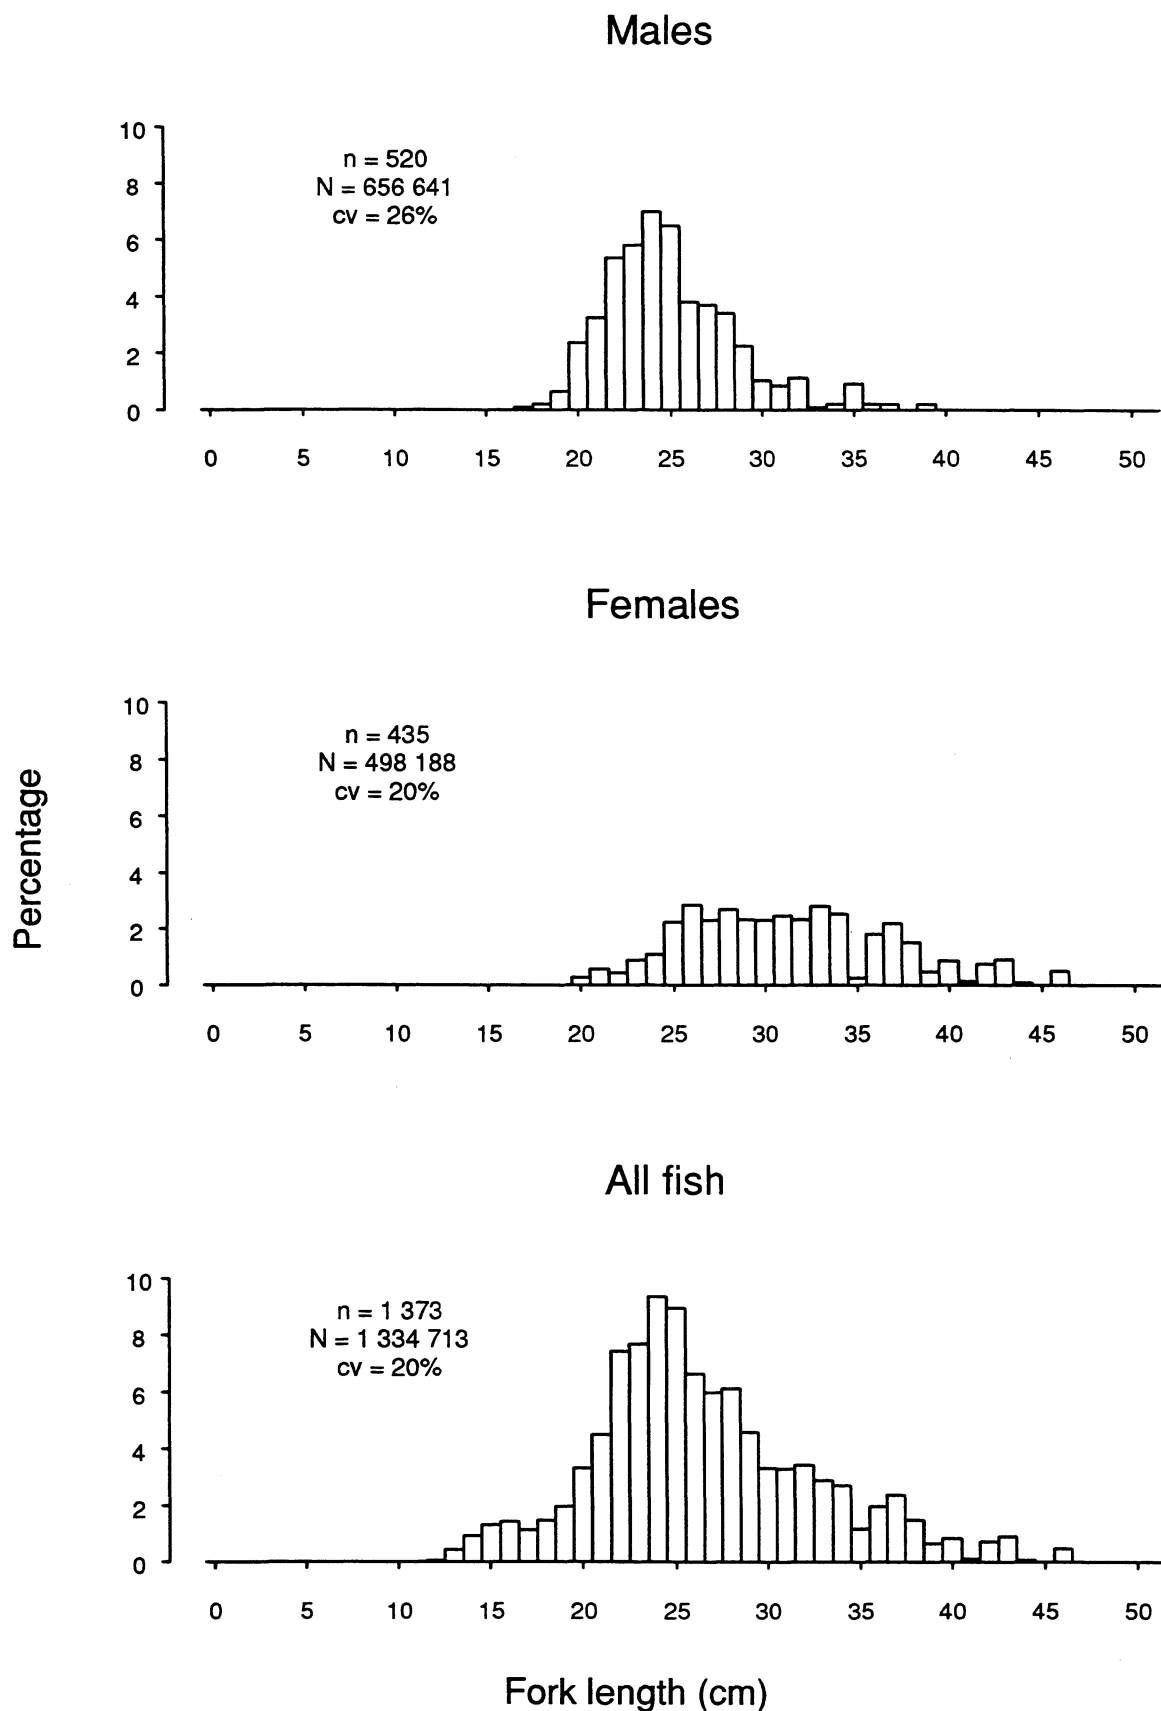 Males
10
8
6
4
2
0
n = 520
N = 656 641
cv = 26%
0 5 10 15 20 25 30 35 40 45 50
Females
10
8
6
4
2
0
n = 435
N = 498 188
cv = 20%
0 5 10 15 20 25 30 35 40 45 50
Percentage
All fish
10
8
6
4
2
0
n = 1 373
N = 1 334 713
cv = 20%
0 5 10 15 20 25 30 35 40 45 50
Fork length (cm)